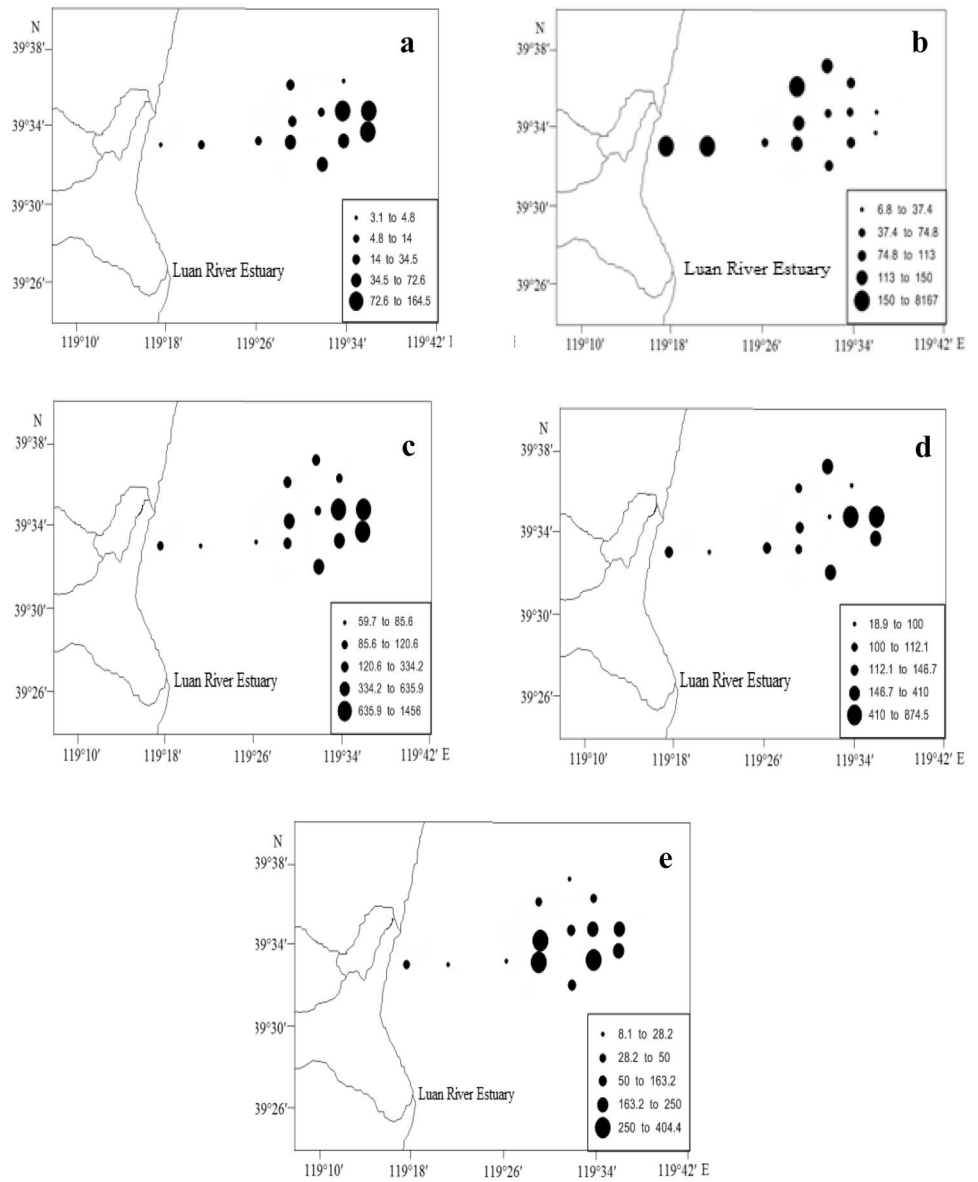 N
a
39°38′
39°34′
39°30′
39°26′
Luan River Estuary
3.1 to 4.8
4.8 to 14
14 to 34.5
34.5 to 72.6
72.6 to 164.5
119°10′ 119°18′ 119°26′ 119°34′ 119°42′
N
b
39°38′
39°34′
39°30′
39°26′
Luan River Estuary
6.8 to 37.4
37.4 to 74.8
74.8 to 113
113 to 150
150 to 8167
119°10′ 119°18′ 119°26′ 119°34′ 119°42′ E
N
c
39°38′
39°34′
39°30′
39°26′
Luan River Estuary
59.7 to 85.6
85.6 to 120.6
120.6 to 334.2
334.2 to 635.9
635.9 to 1456
119°10′ 119°18′ 119°26′ 119°34′ 119°42′ E
N
d
39°38′
39°34′
39°30′
39°26′
Luan River Estuary
18.9 to 100
100 to 112.1
112.1 to 146.7
146.7 to 410
410 to 874.5
119°10′ 119°18′ 119°26′ 119°34′ 119°42′ E
N
e
39°38′
39°34′
39°30′
39°26′
Luan River Estuary
8.1 to 28.2
28.2 to 50
50 to 163.2
163.2 to 250
250 to 404.4
119°10′ 119°18′ 119°26′ 119°34′ 119°42′ E